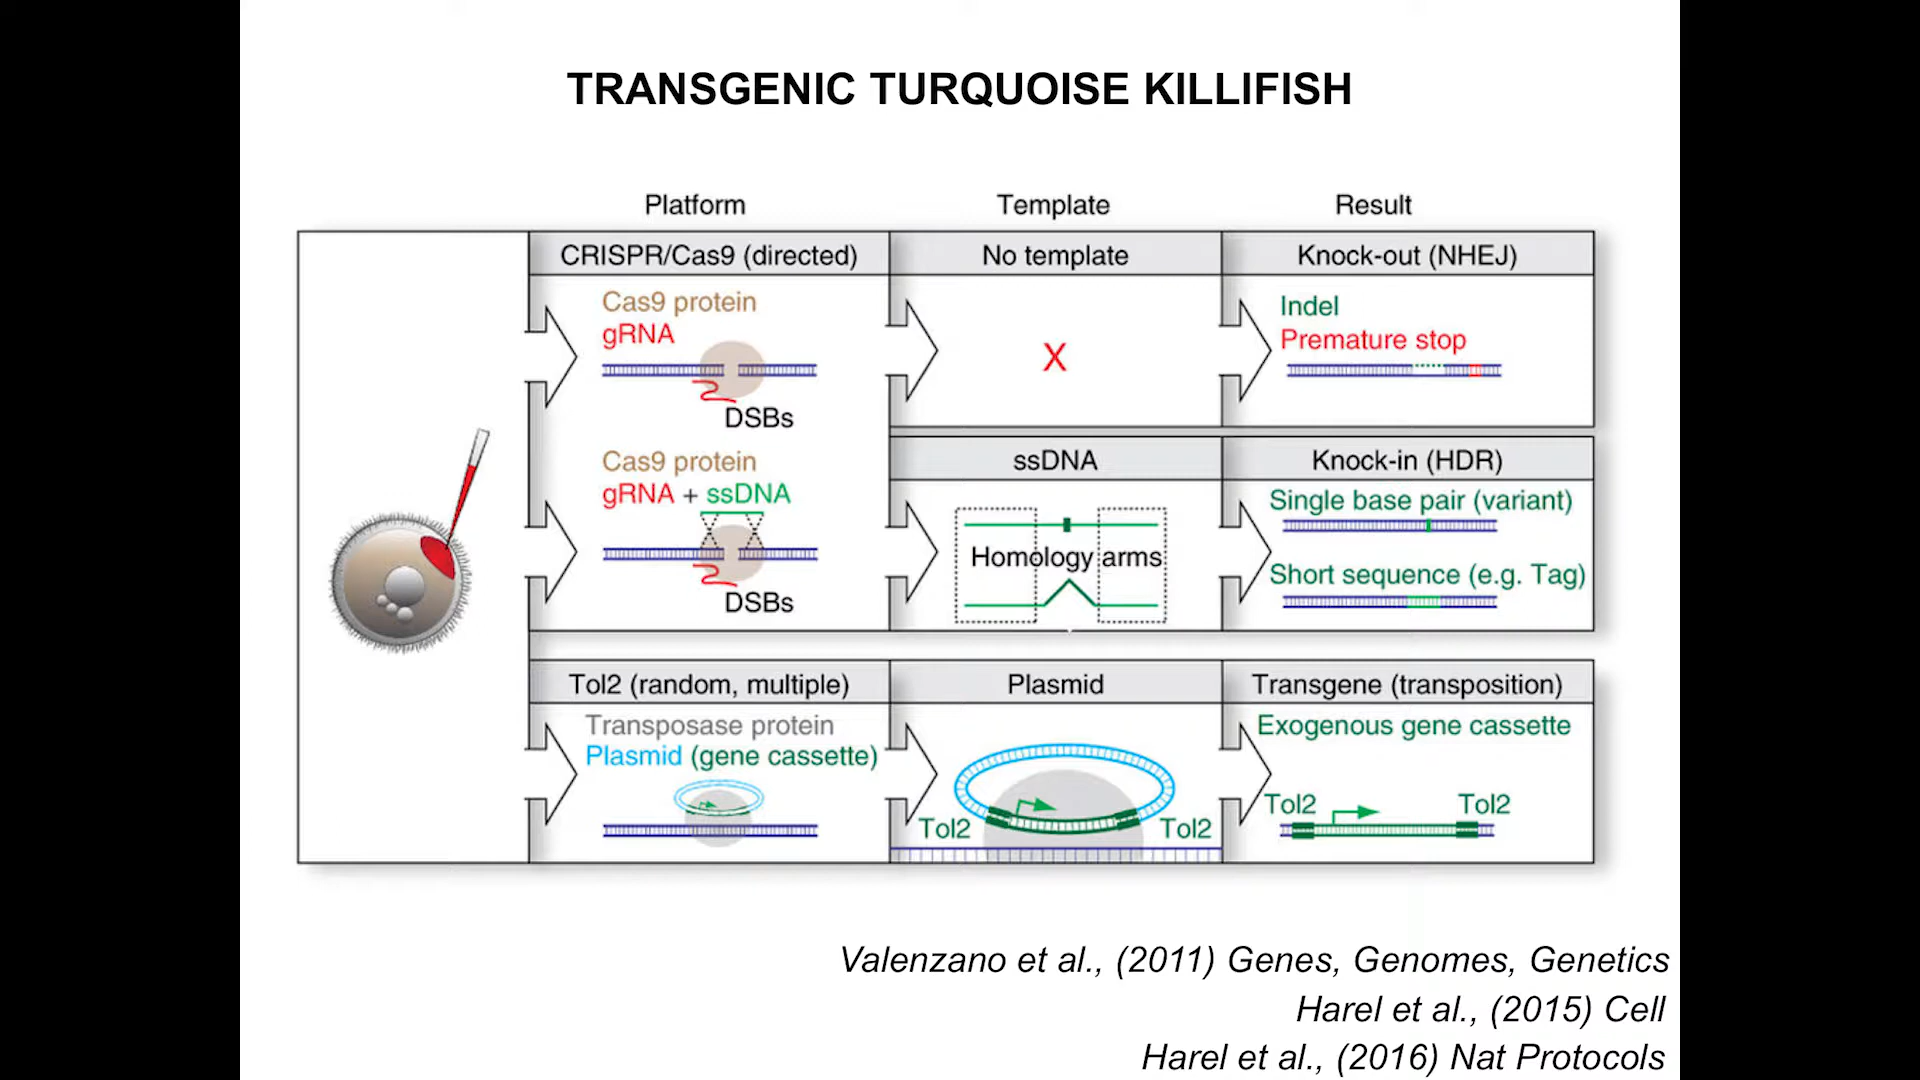 TRANSGENIC TURQUOISE KILLIFISH
Platform
Template
Result
CRISPR/Cas9 (directed)
No template
Knock-out (NHEJ)
Cas9 protein
gRNA
DSBs
X
Indel
Premature stop
Cas9 protein
gRNA + ssDNA
DSBs
ssDNA
Knock-in (HDR)
Homology arms
Single base pair (variant)
Short sequence (e.g. Tag)
Tol2 (random, multiple)
Plasmid
Transgene (transposition)
Transposase protein
Plasmid (gene cassette)
Tol2
Tol2
Exogenous gene cassette
Tol2
Tol2
Valenzano et al., (2011) Genes, Genomes, Genetics
Harel et al., (2015) Cell
Harel et al., (2016) Nat Protocols